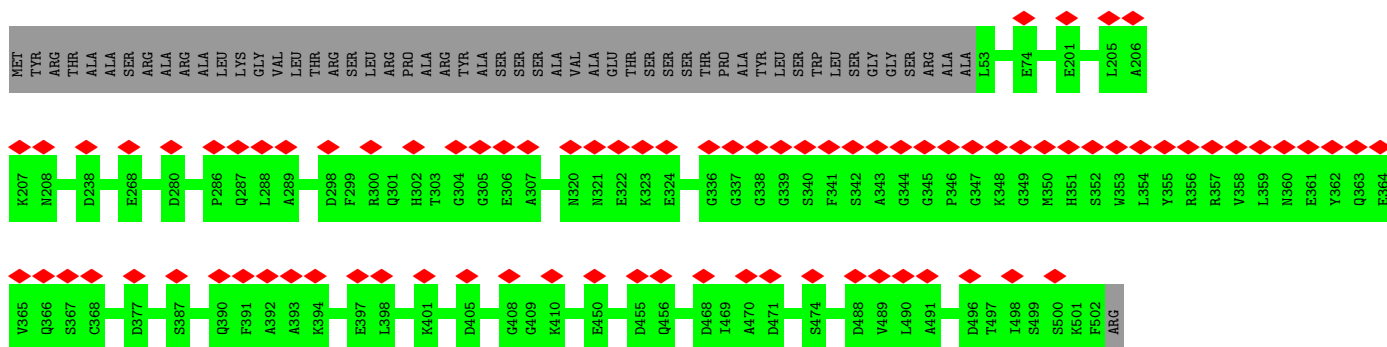 MET TYR ARG THR ALA ALA SER ARG ALA ARG ALA LEU LYS GLY VAL LEU THR ARG SER LEU ARG PRO ALA ARG TYR ALA SER SER SER ALA VAL ALA GLU THR SER SER SER THR PRO ALA TYR LEU SER TRP LEU SER GLY GLY SER ARG ALA ALA L53 E74 E201 L205 A206
K207 N208 D238 E268 D280 P286 Q287 L288 A289 D298 F299 R300 Q301 H302 T303 G304 G305 E306 A307 N320 N321 E322 K323 E324 G336 G337 G338 G339 S340 F341 S342 A343 G344 G345 P346 G347 K348 G349 M350 H351 S352 W353 L354 Y355 R356 R357 V358 L359 N360 E361 Y362 Q363 E364
V365 Q366 S367 C368 D377 S387 Q390 F391 A392 A393 K394 E397 L398 K401 D405 G408 G409 K410 E450 D455 Q456 D468 I469 A470 D471 S474 D488 V489 L490 A491 D496 T497 I498 S499 S500 K501 F502 ARG